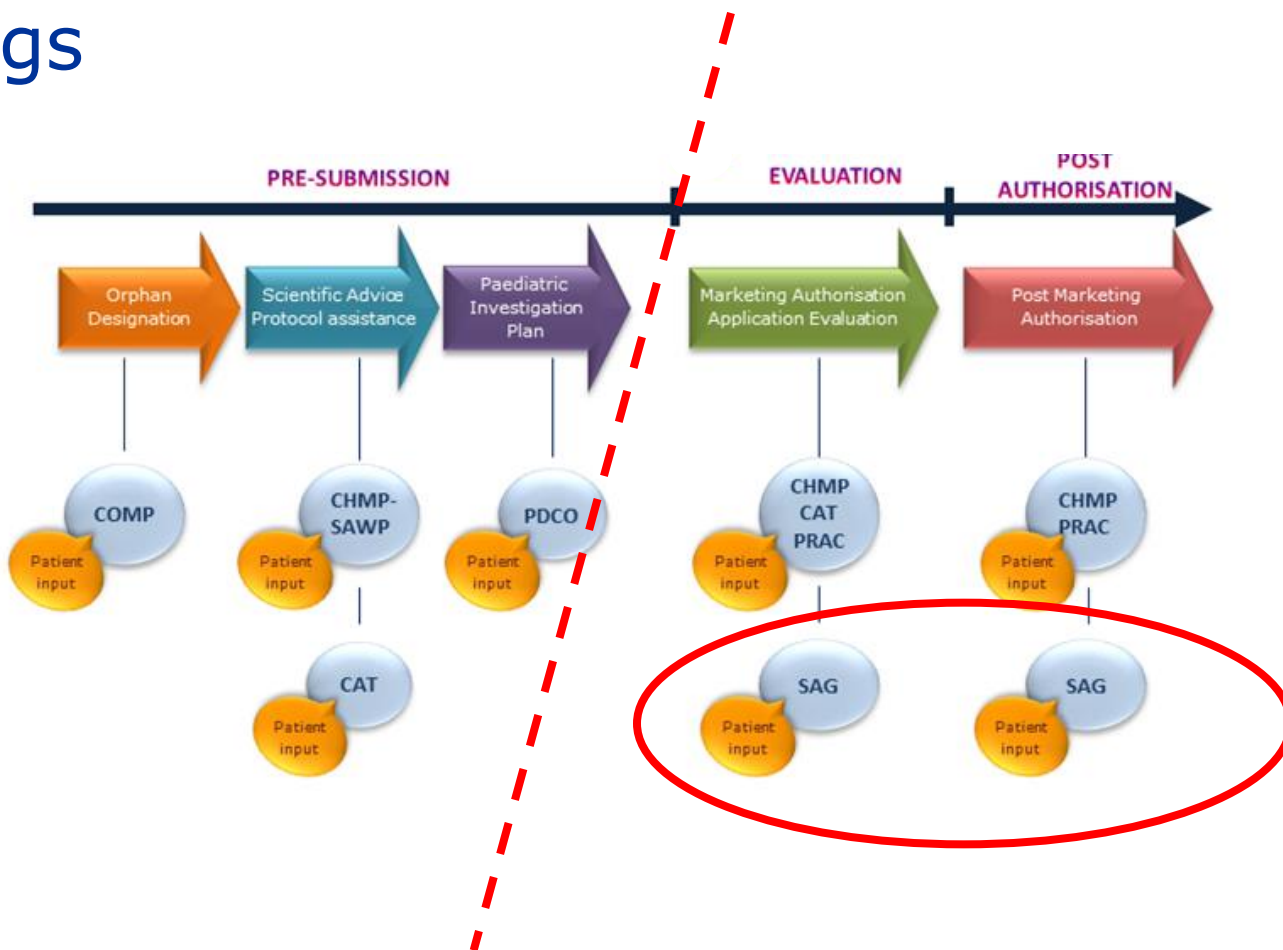 gs
PRE-SUBMISSION
EVALUATION
POST
AUTHORISATION
Orphan
Designation
Scientific Advice
Protocol assistance
Paediatric
Investigation
Plan
Marketing Authorisation
Application Evaluation
Post Marketing
Authorisation
COMP
Patient
input
CHMP-
SAWP
Patient
input
PDCO
Patient
input
CHMP
CAT
PRAC
Patient
input
CHMP
PRAC
Patient
input
CAT
Patient
input
SAG
Patient
input
SAG
Patient
input